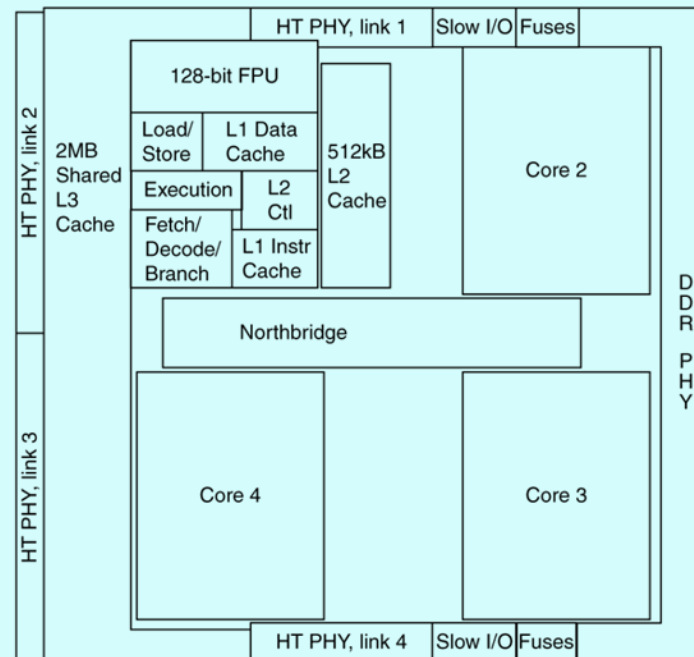 HT PHY, link 1
Slow I/O
Fuses
HT PHY, link 2
2MB
Shared
L3
Cache
128-bit FPU
Load/
Store
L1 Data
Cache
Execution
L2
Ctl
Fetch/
Decode/
Branch
L1 Instr
Cache
512kB
L2
Cache
Core 2
Northbridge
DDR PHY
HT PHY, link 3
Core 4
Core 3
HT PHY, link 4
Slow I/O
Fuses